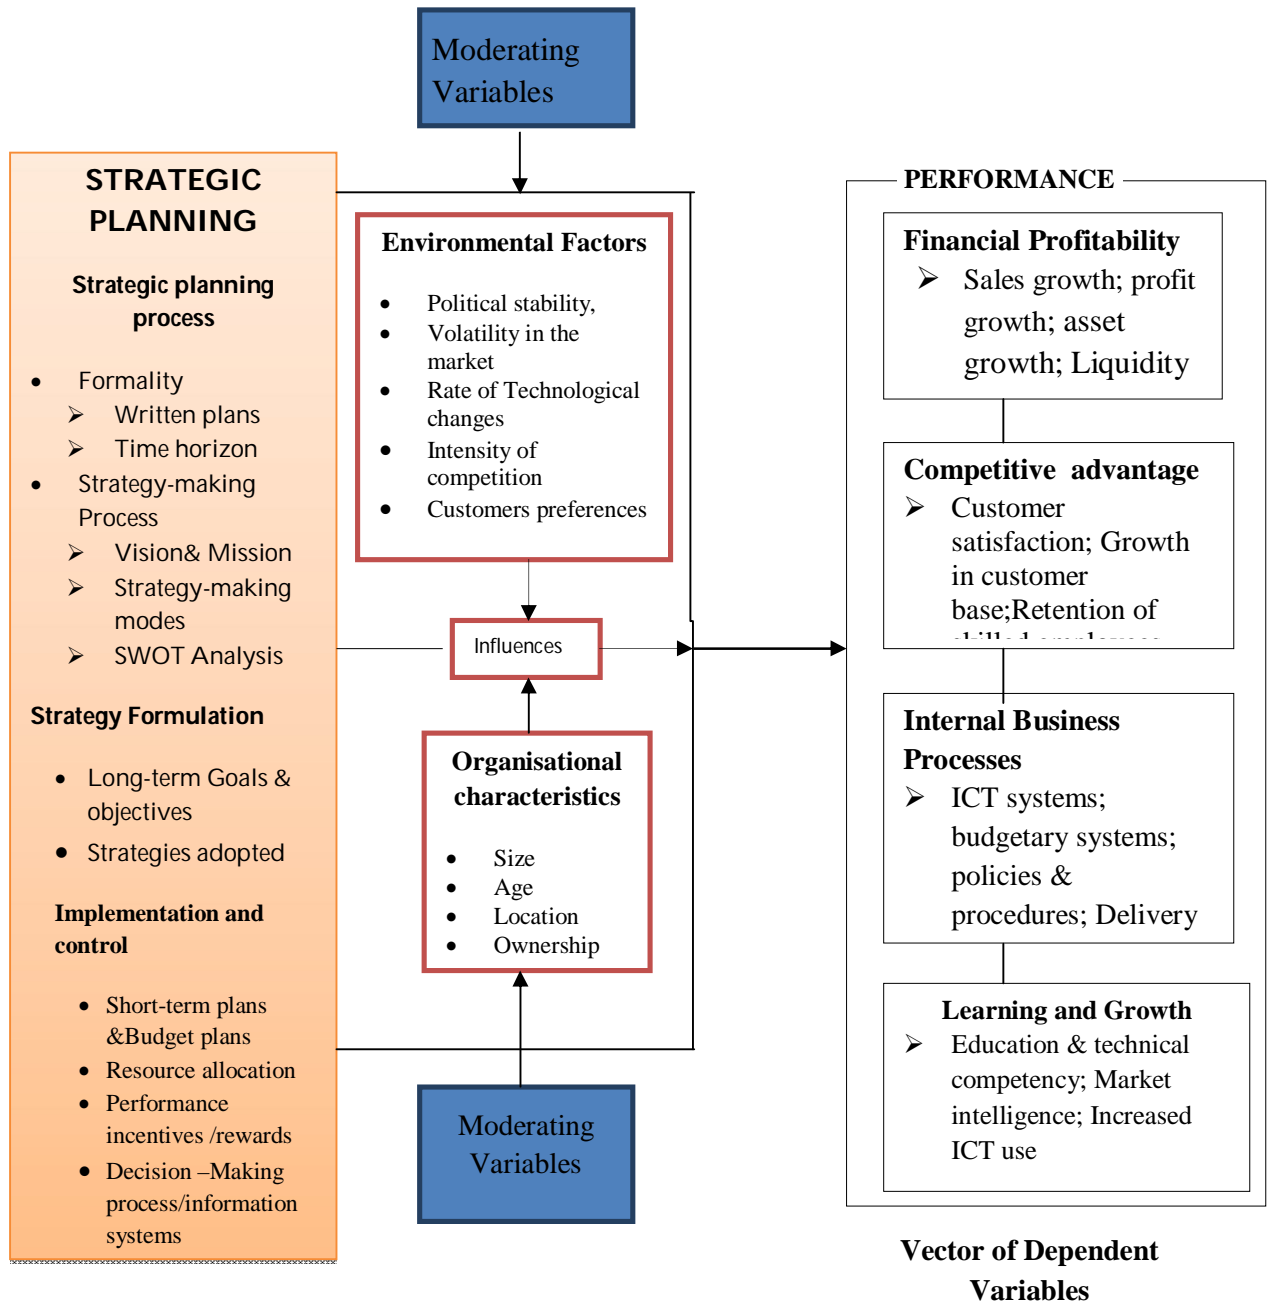 Moderating
Variables
STRATEGIC
PLANNING
Strategic planning
process
• Formality
➢ Written plans
➢ Time horizon
• Strategy-making
Process
➢ Vision& Mission
➢ Strategy-making
modes
➢ SWOT Analysis
Strategy Formulation
• Long-term Goals &
objectives
• Strategies adopted
Implementation and
control
• Short-term plans
&Budget plans
• Resource allocation
• Performance
incentives /rewards
• Decision –Making
process/information
systems
Environmental Factors
• Political stability,
• Volatility in the
market
• Rate of Technological
changes
• Intensity of
competition
• Customers preferences
Influences
Organisational
characteristics
• Size
• Age
• Location
• Ownership
Moderating
Variables
PERFORMANCE
Financial Profitability
➢ Sales growth; profit
growth; asset
growth; Liquidity
Competitive advantage
➢ Customer
satisfaction; Growth
in customer
base;Retention of
Internal Business
Processes
➢ ICT systems;
budgetary systems;
policies &
procedures; Delivery
Learning and Growth
➢ Education & technical
competency; Market
intelligence; Increased
ICT use
Vector of Dependent
Variables